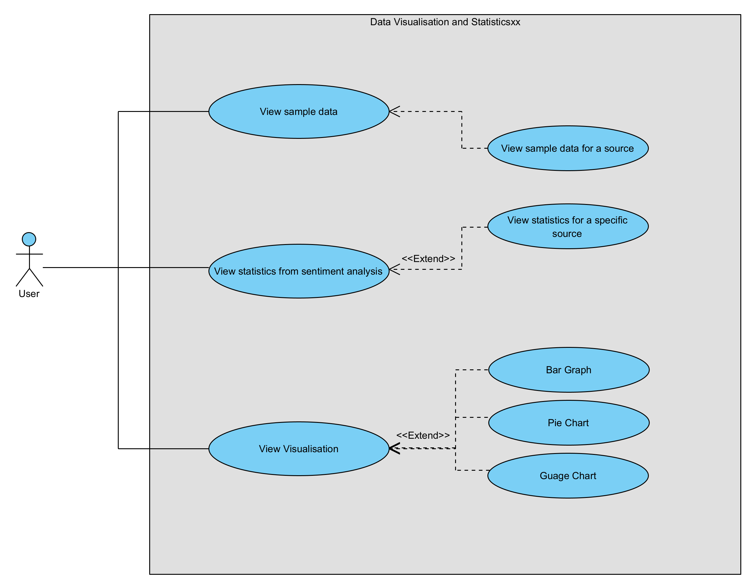 Data Visualisation and Statisticsxx
View sample data
View sample data for a source
View statistics for a specific
source
<<Extend>>
View statistics from sentiment analysis
User
Bar Graph
Pie Chart
<<Extend>>
View Visualisation
Guage Chart